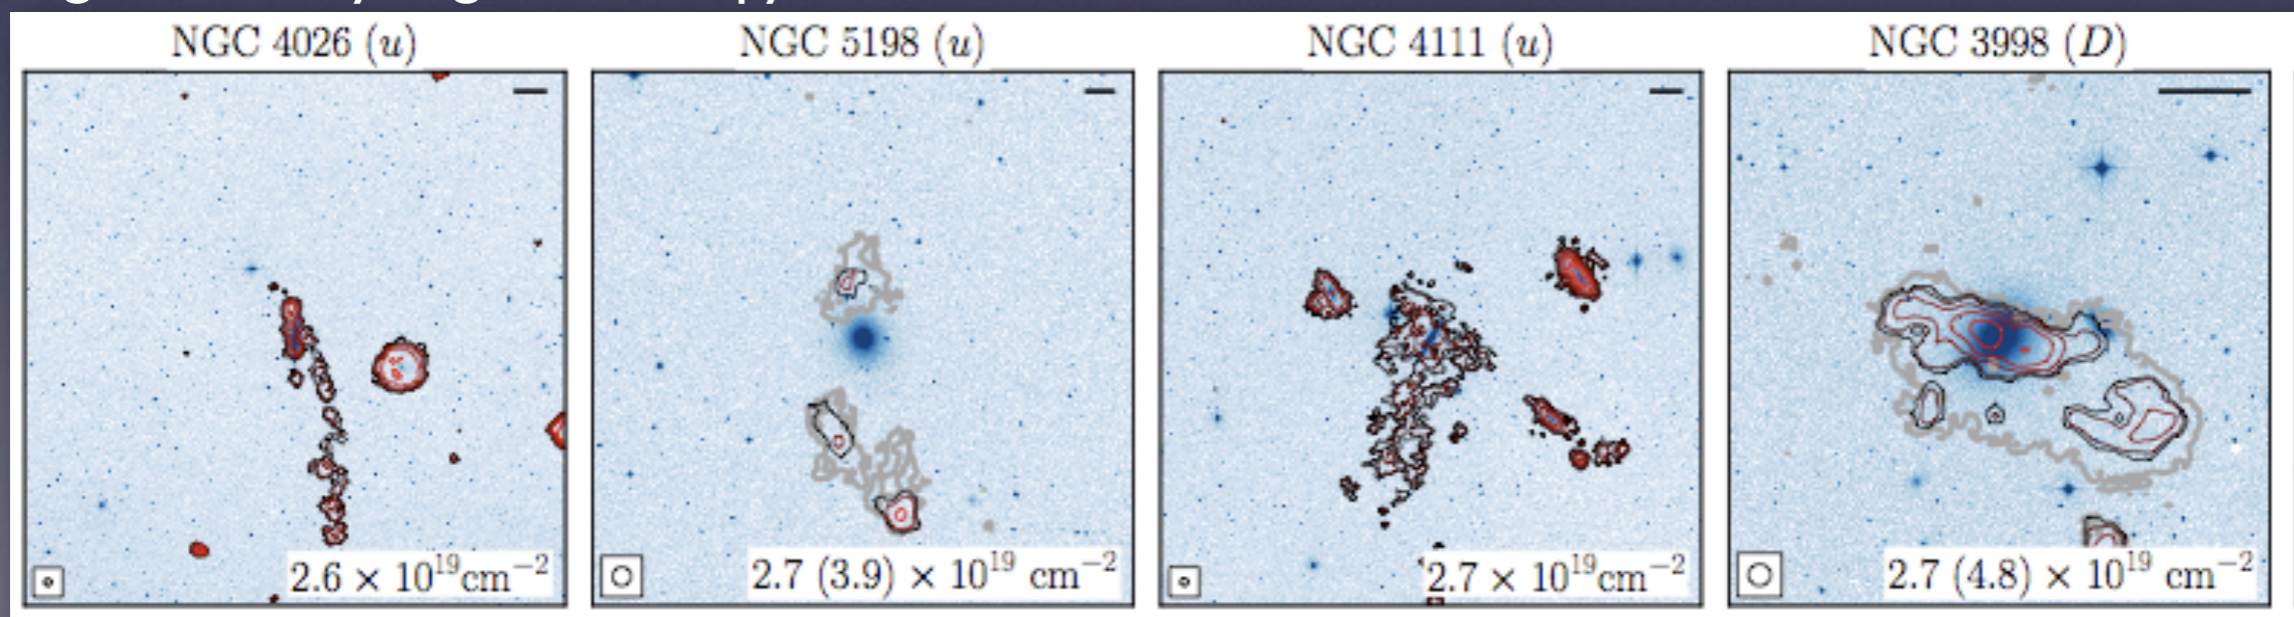 NGC 4026 (u)
NGC 5198 (u)
NGC 4111 (u)
NGC 3998 (D)
2.6 × 10¹⁹cm⁻²
2.7 (3.9) × 10¹⁹ cm⁻²
2.7 × 10¹⁹cm⁻²
2.7 (4.8) × 10¹⁹ cm⁻²